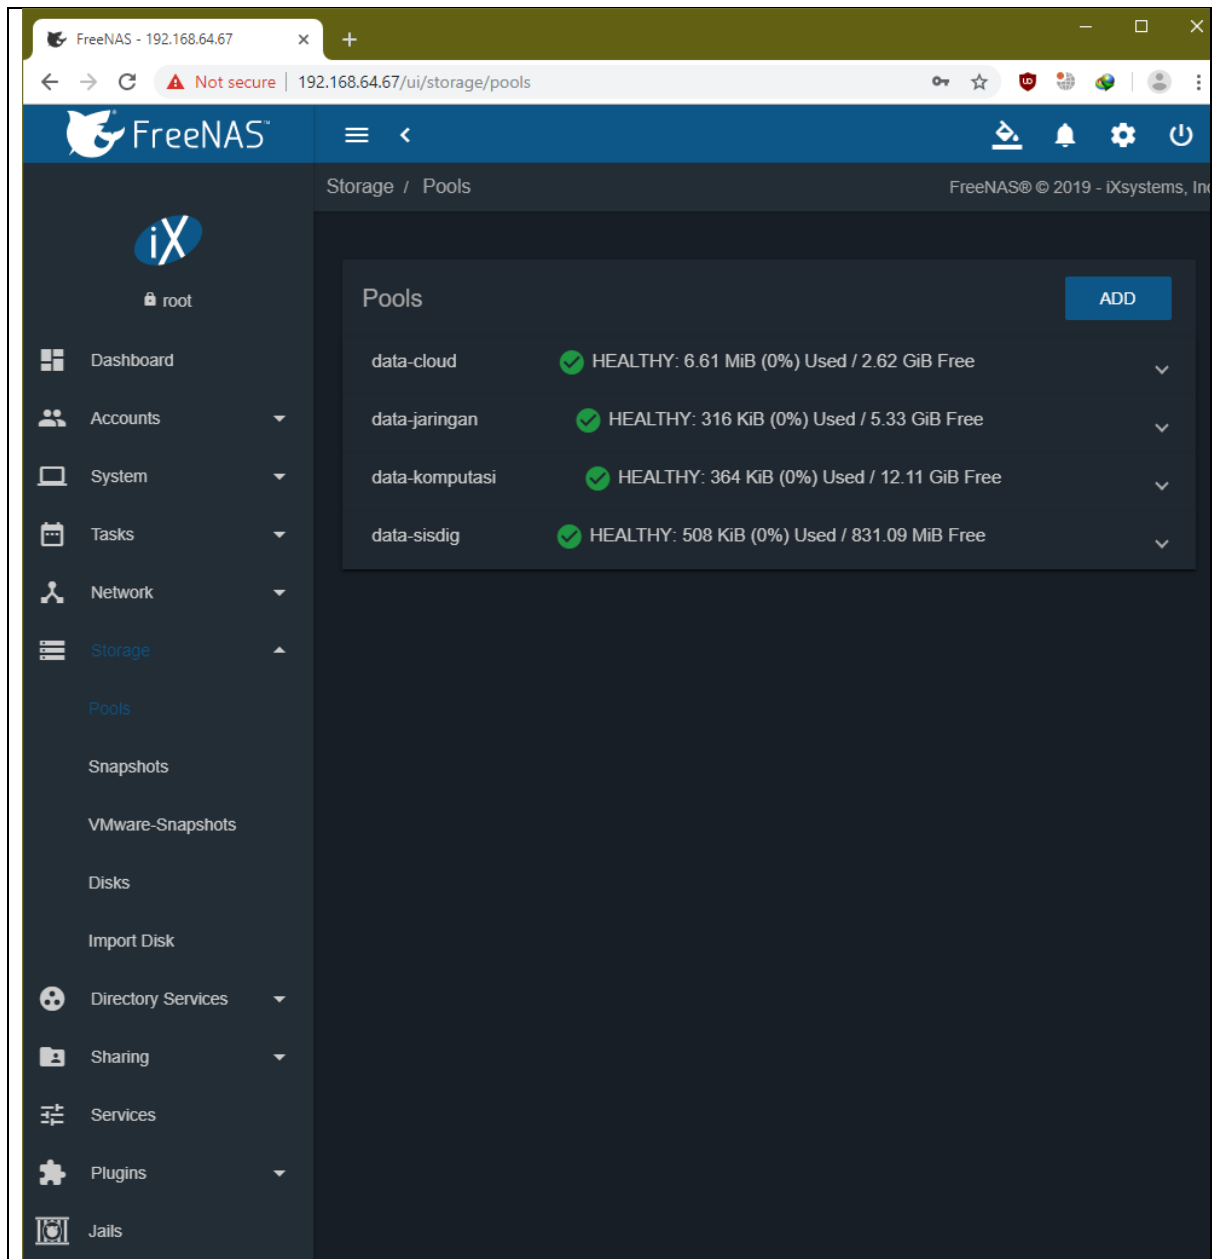 FreeNAS - 192.168.64.67
Not secure | 192.168.64.67/ui/storage/pools
FreeNAS™
Storage / Pools
FreeNAS® © 2019 - iXsystems, Inc
iX
root
Pools
ADD
Dashboard
data-cloud HEALTHY: 6.61 MiB (0%) Used / 2.62 GiB Free
Accounts
data-jaringan HEALTHY: 316 KiB (0%) Used / 5.33 GiB Free
System
data-komputasi HEALTHY: 364 KiB (0%) Used / 12.11 GiB Free
Tasks
data-sisdig HEALTHY: 508 KiB (0%) Used / 831.09 MiB Free
Network
Storage
Pools
Snapshots
VMware-Snapshots
Disks
Import Disk
Directory Services
Sharing
Services
Plugins
Jails